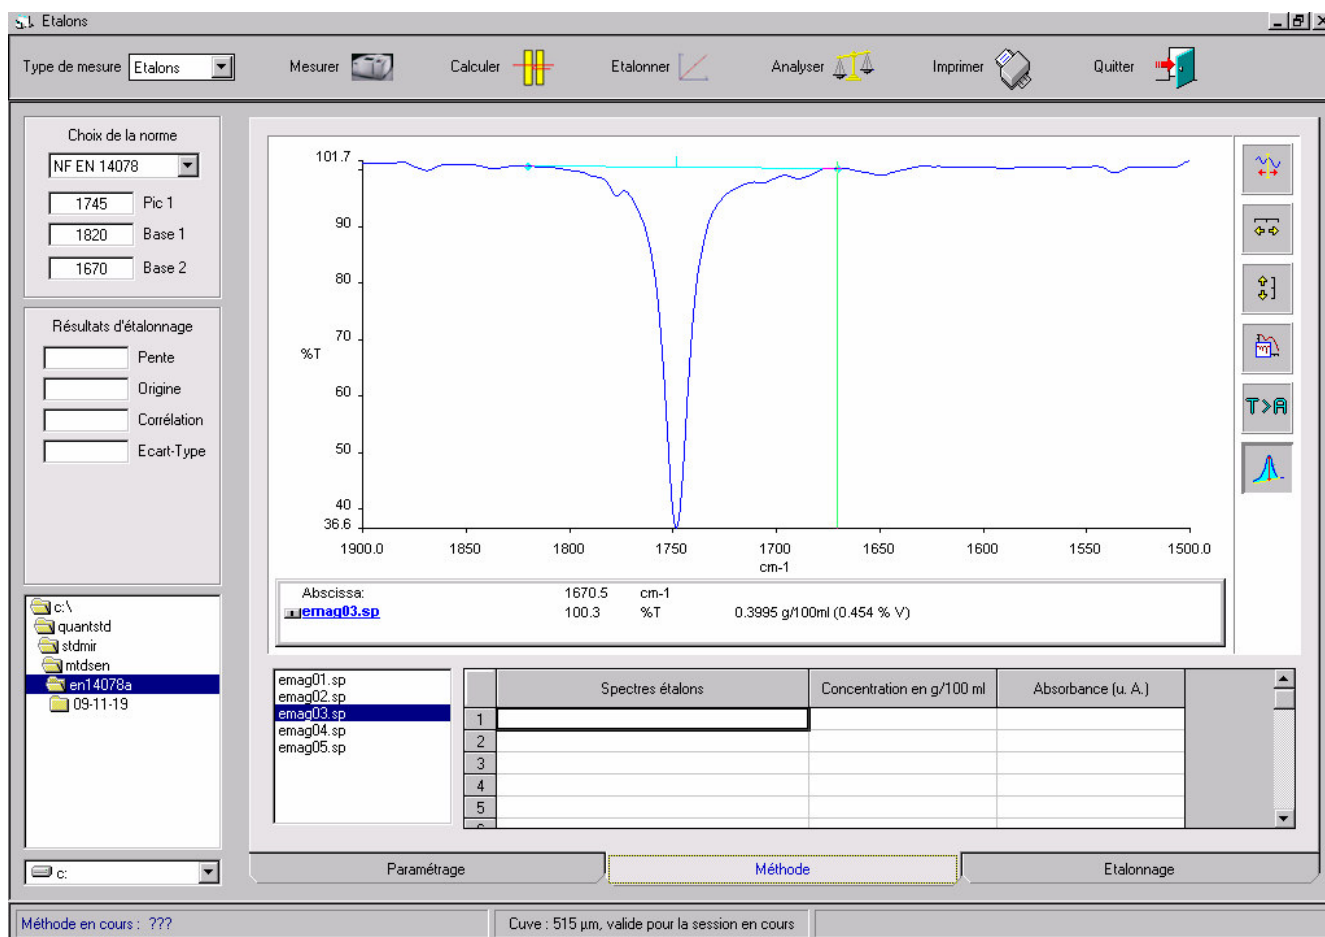 Etalons
Type de mesure Etalons Mesurer Calculer Etalonner Analyser Imprimer Quitter
Choix de la norme
NF EN 14078
1745 Pic 1
1820 Base 1
1670 Base 2
Résultats d'étalonnage
Pente
Origine
Corrélation
Ecart-Type
c:\
quantstd
stdmir
mtdsen
en14078a
09-11-19
c:
101.7
90
80
70
%T
60
50
40
36.6
1900.0 1850 1800 1750 1700 1650 1600 1550 1500.0
cm-1
T>A
Abscissa: 1670.5 cm-1
emag03.sp 100.3 %T 0.3995 g/100ml (0.454 % V)
emag01.sp
emag02.sp
emag03.sp
emag04.sp
emag05.sp
Spectres étalons Concentration en g/100 ml Absorbance (u. A.)
1
2
3
4
5
Paramétrage Méthode Etalonnage
Méthode en cours : ??? Cuve : 515 µm, valide pour la session en cours